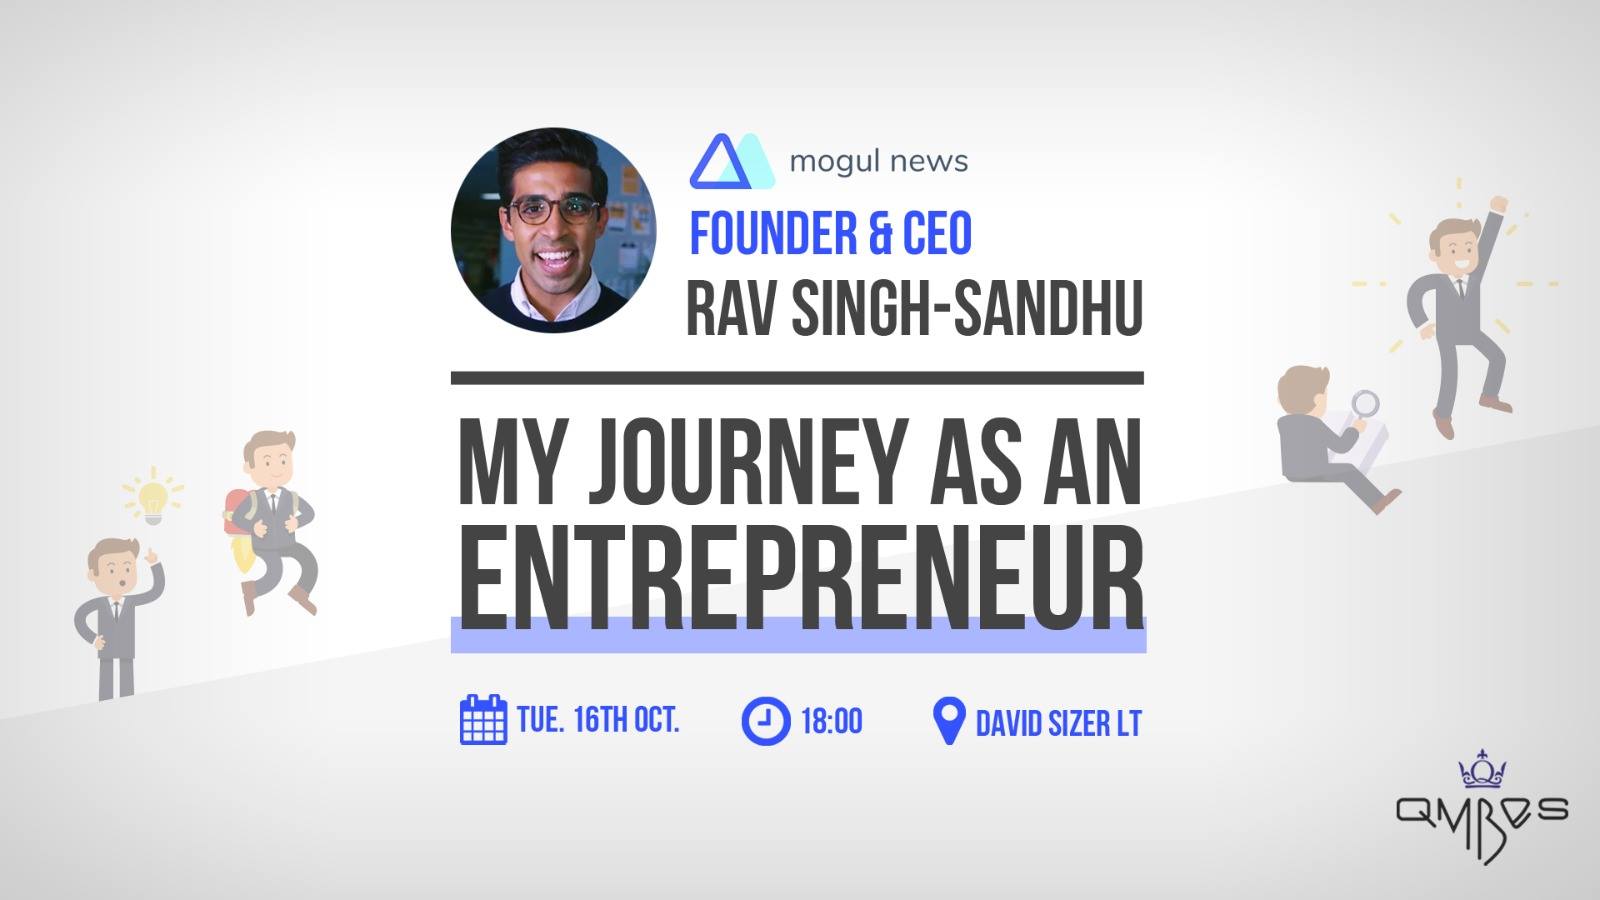 mogul news
FOUNDER & CEO
RAV SINGH-SANDHU
MY JOURNEY AS AN
ENTREPRENEUR
TUE. 16TH OCT.
18:00
DAVID SIZER LT
QMBES